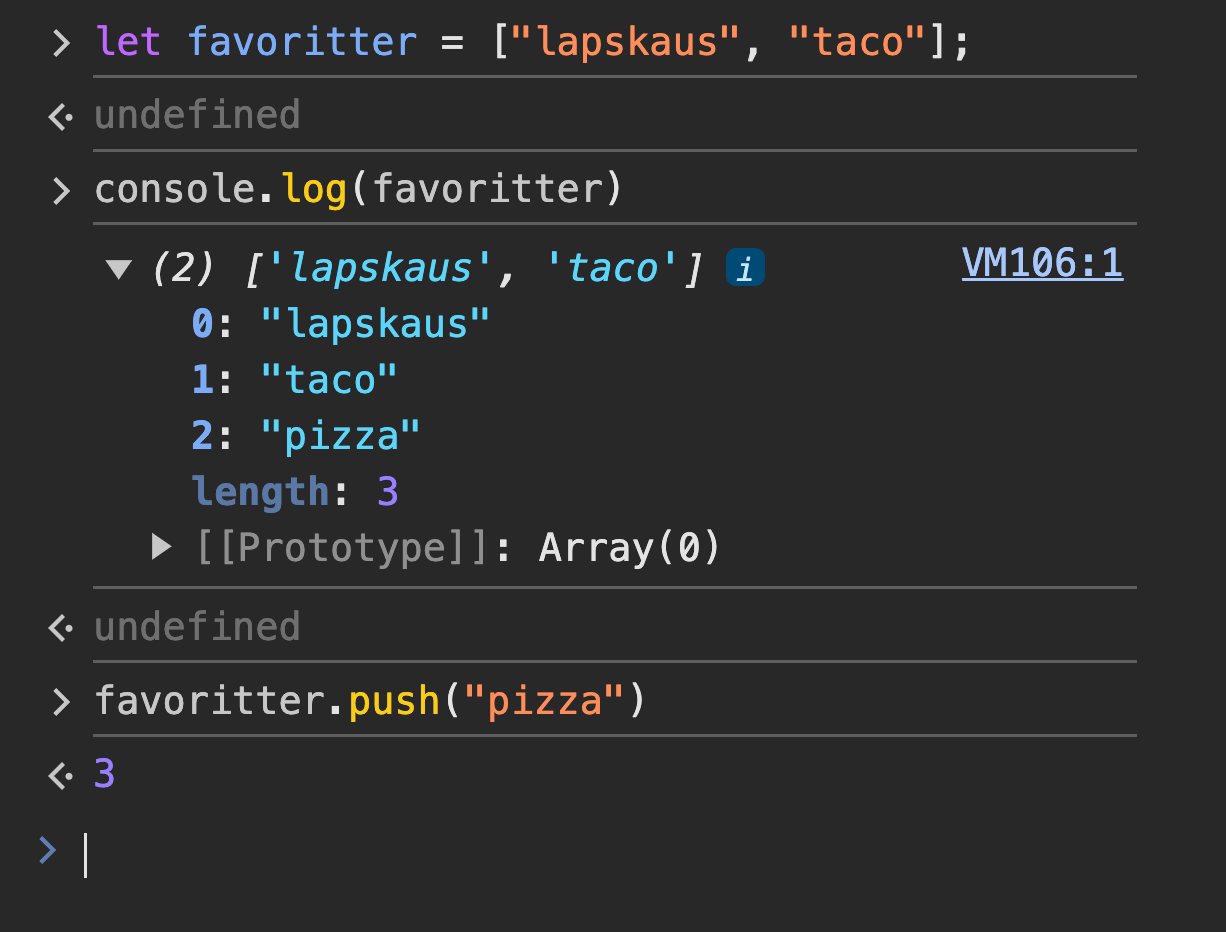 > let favoritter = ["lapskaus", "taco"];
undefined
> console.log(favoritter)
▼ (2) ['lapskaus', 'taco'] i VM106:1
0: "lapskaus"
1: "taco"
2: "pizza"
length: 3
▶ [[Prototype]]: Array(0)
undefined
> favoritter.push("pizza")
3
>